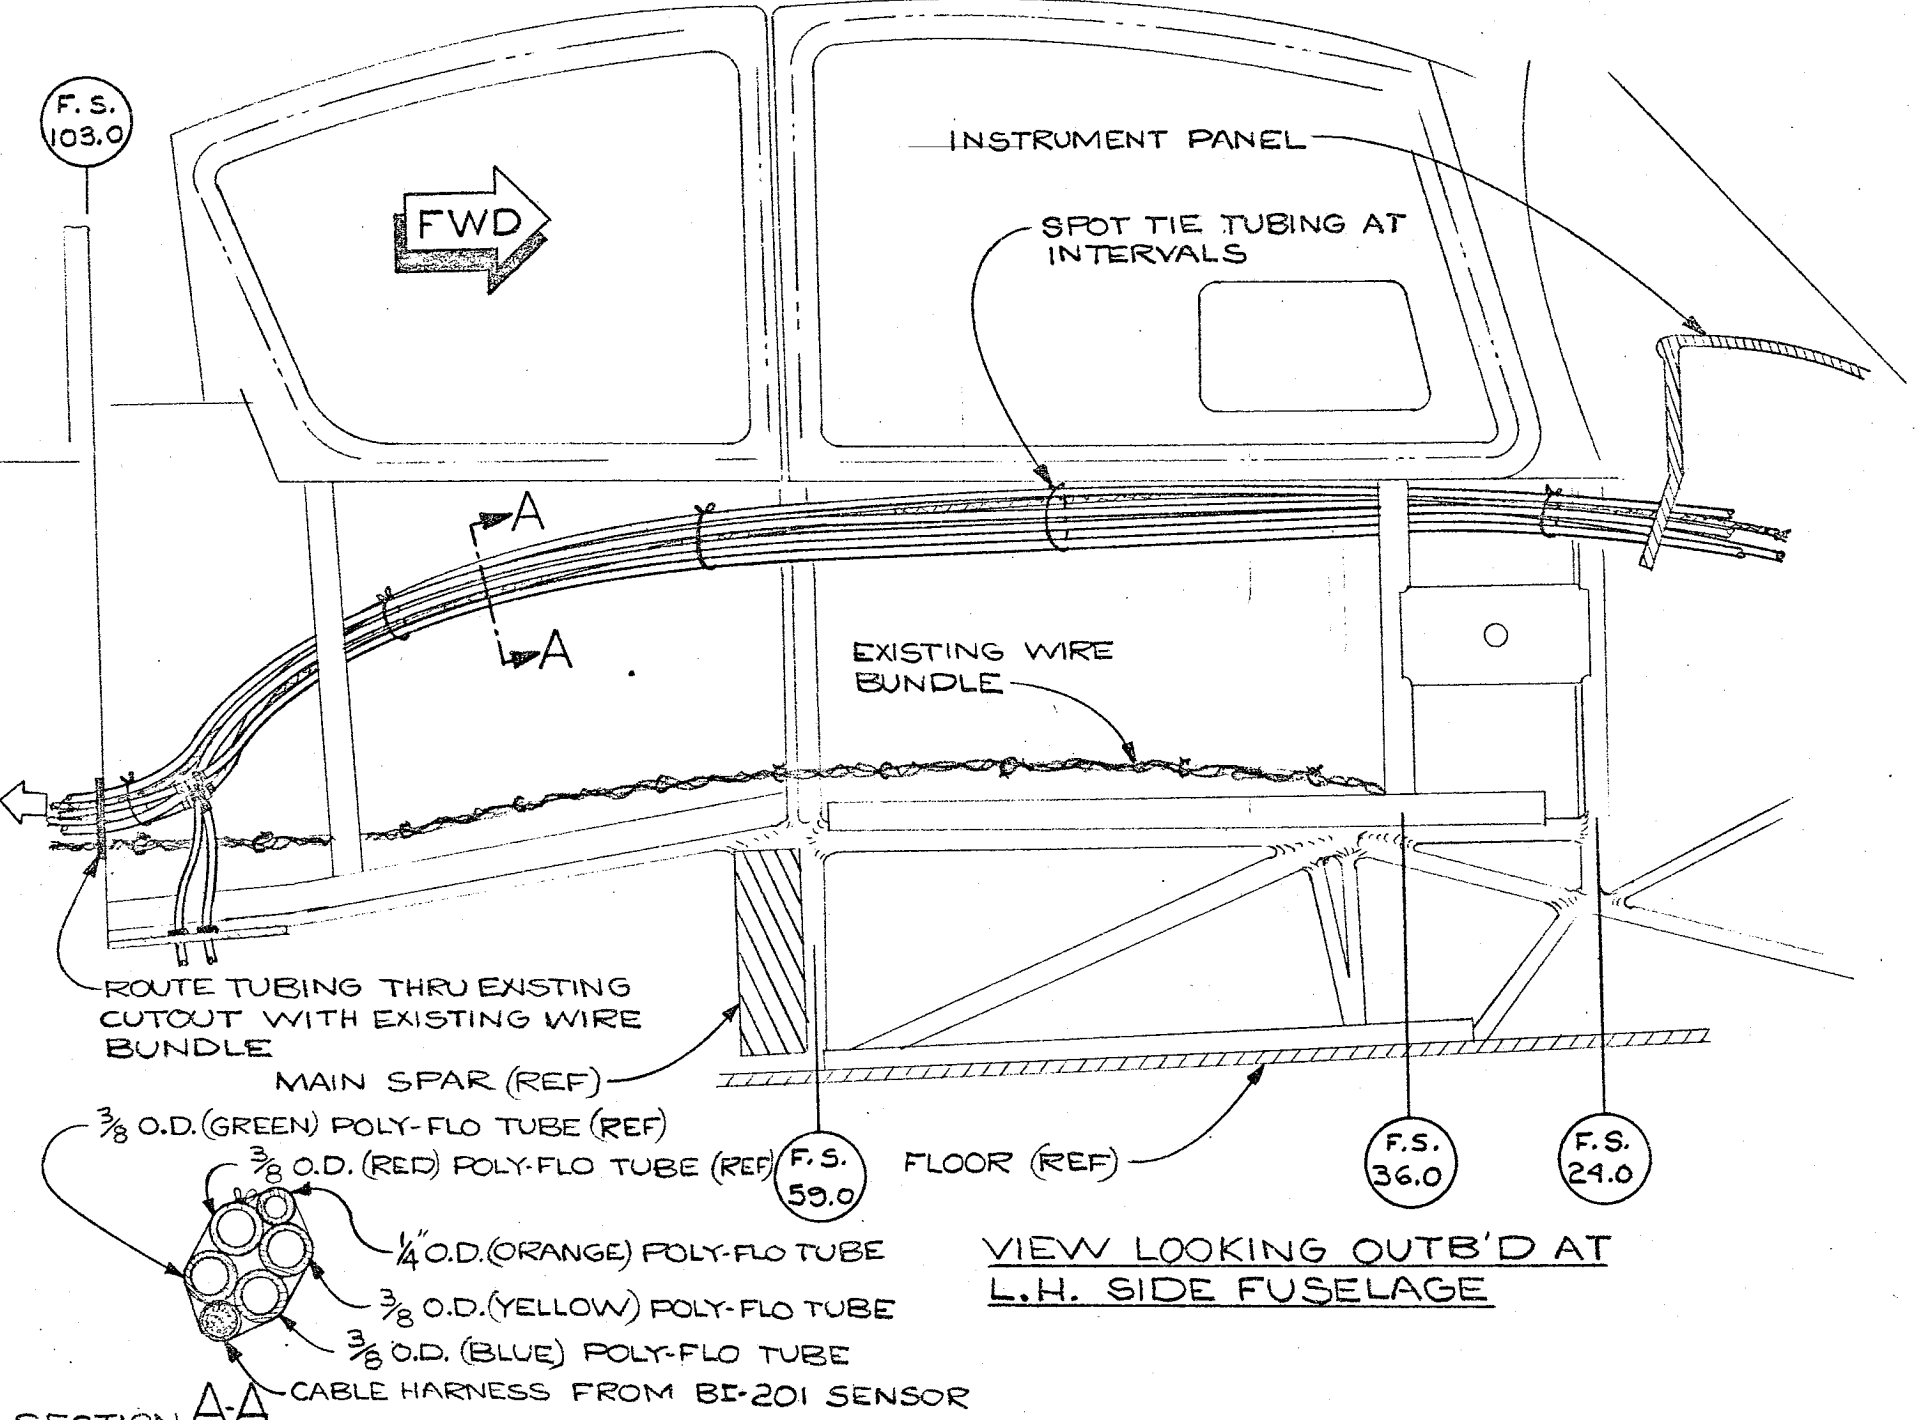 F.S.
103.0
FWD
INSTRUMENT PANEL
SPOT TIE TUBING AT
INTERVALS
A
A
EXISTING WIRE
BUNDLE
ROUTE TUBING THRU EXISTING
CUTOUT WITH EXISTING WIRE
BUNDLE
MAIN SPAR (REF)
3/8 O.D. (GREEN) POLY-FLO TUBE (REF)
3/8 O.D. (RED) POLY-FLO TUBE (REF)
F.S.
59.0
FLOOR (REF)
F.S.
36.0
F.S.
24.0
1/4" O.D. (ORANGE) POLY-FLO TUBE
3/8 O.D. (YELLOW) POLY-FLO TUBE
3/8 O.D. (BLUE) POLY-FLO TUBE
CABLE HARNESS FROM BI-201 SENSOR
SECTION A-A
VIEW LOOKING OUTB'D AT
L.H. SIDE FUSELAGE